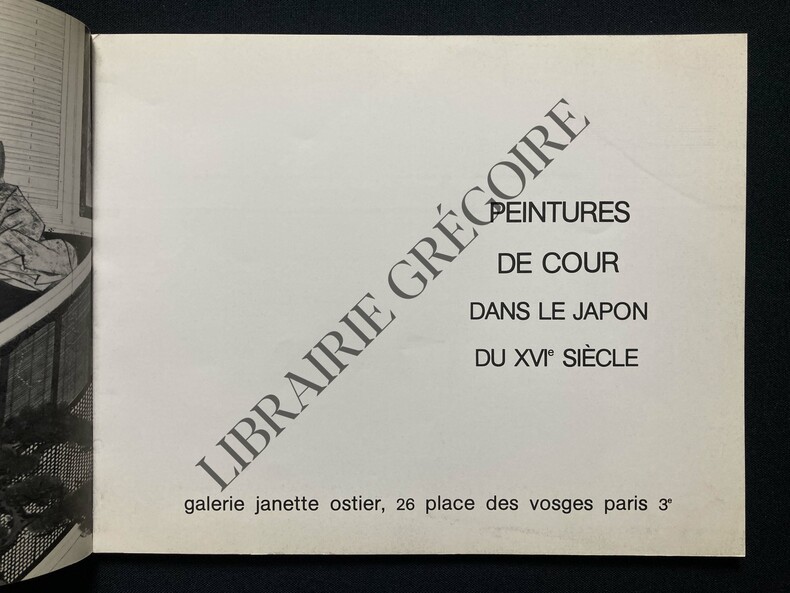 PEINTURES
DE COUR
DANS LE JAPON
DU XVIe SIÈCLE
LIBRAIRIE GRÉGOIRE
galerie janette ostier, 26 place des vosges paris 3e